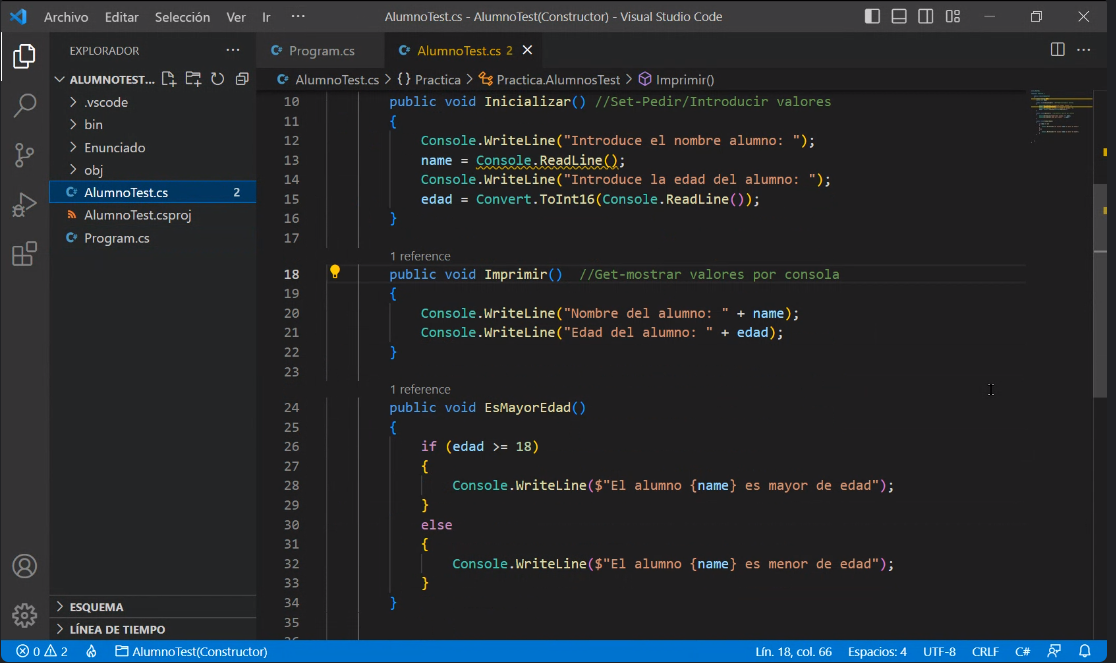 Archivo Editar Selección Ver Ir ··· AlumnoTest.cs - AlumnoTest(Constructor) - Visual Studio Code
EXPLORADOR ···
ALUMNOTEST...
.vscode
bin
Enunciado
obj
AlumnoTest.cs 2
AlumnoTest.csproj
Program.cs
ESQUEMA
LÍNEA DE TIEMPO
Program.cs AlumnoTest.cs 2
AlumnoTest.cs > {} Practica > Practica.AlumnosTest > Imprimir()
10 public void Inicializar() //Set-Pedir/Introducir valores
11 {
12 Console.WriteLine("Introduce el nombre alumno: ");
13 name = Console.ReadLine();
14 Console.WriteLine("Introduce la edad del alumno: ");
15 edad = Convert.ToInt16(Console.ReadLine());
16 }
17
1 reference
18 public void Imprimir() //Get-mostrar valores por consola
19 {
20 Console.WriteLine("Nombre del alumno: " + name);
21 Console.WriteLine("Edad del alumno: " + edad);
22 }
23
1 reference
24 public void EsMayorEdad()
25 {
26 if (edad >= 18)
27 {
28 Console.WriteLine($"El alumno {name} es mayor de edad");
29 }
30 else
31 {
32 Console.WriteLine($"El alumno {name} es menor de edad");
33 }
34 }
35
0 2 AlumnoTest(Constructor) Lín. 18, col. 66 Espacios: 4 UTF-8 CRLF C#